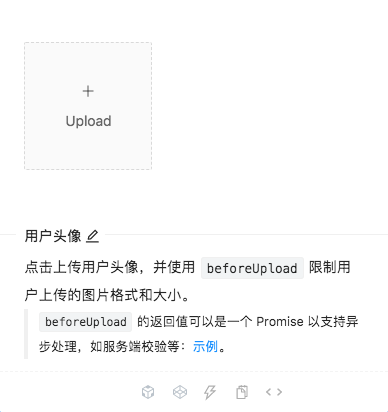 +
Upload
用户头像
点击上传用户头像，并使用 beforeUpload 限制用
户上传的图片格式和大小。
beforeUpload 的返回值可以是一个 Promise 以支持异
步处理，如服务端校验等：示例。